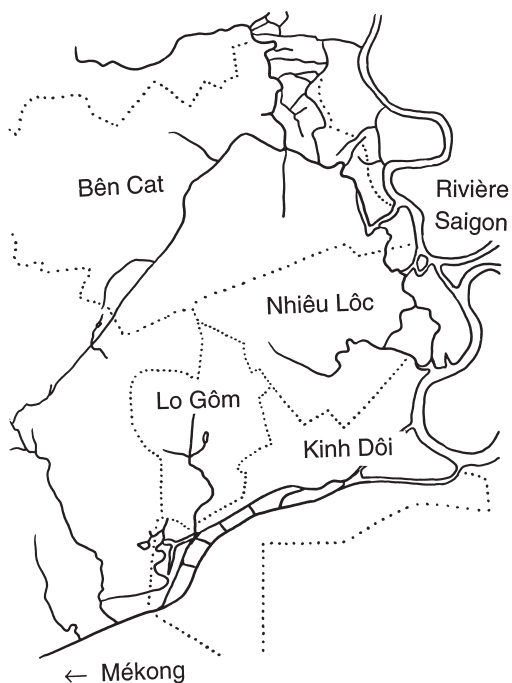 Bên Cat
Rivière
Saigon
Nhiêu Lôc
Lo Gôm
Kinh Dôi
← Mékong